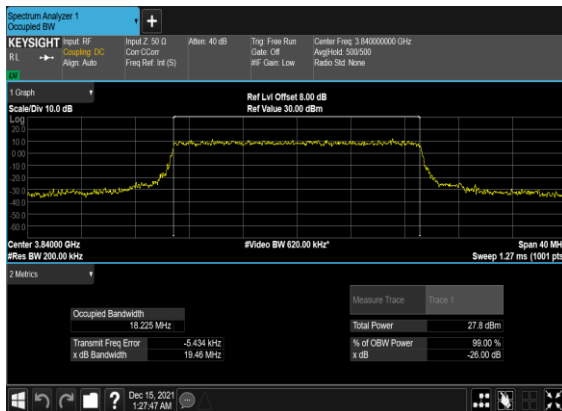 Spectrum Analyzer 1
Occupied BW
KEYSIGHT Input: RF Input Z: 50 Ω Atten: 40 dB Trig: Free Run Center Freq: 3.840000000 GHz
RL Coupling: DC Corr CCorr Gate: Off Avg|Hold: 500/500
Align: Auto Freq Ref: Int (S) #IF Gain: Low Radio Std: None
1 Graph
Ref Lvl Offset 8.00 dB
Scale/Div 10.0 dB Ref Value 30.00 dBm
Log
20.0
10.0
0.00
-10.0
-20.0
-30.0
-40.0
-50.0
-60.0
Center 3.84000 GHz #Video BW 620.00 kHz* Span 40 MH
#Res BW 200.00 kHz Sweep 1.27 ms (1001 pts
2 Metrics
Measure Trace Trace 1
Occupied Bandwidth
18.225 MHz Total Power 27.8 dBm
Transmit Freq Error -5.434 kHz % of OBW Power 99.00 %
x dB Bandwidth 19.46 MHz x dB -26.00 dB
Dec 15, 2021
1:27:47 AM